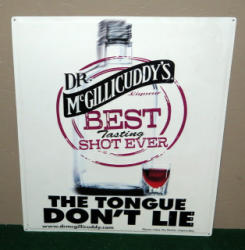 DR.
McGILLICUDDY'S
Liqueur
BEST
Tasting
SHOT EVER
THE TONGUE
DON'T LIE
www.drmcgillicuddy.com